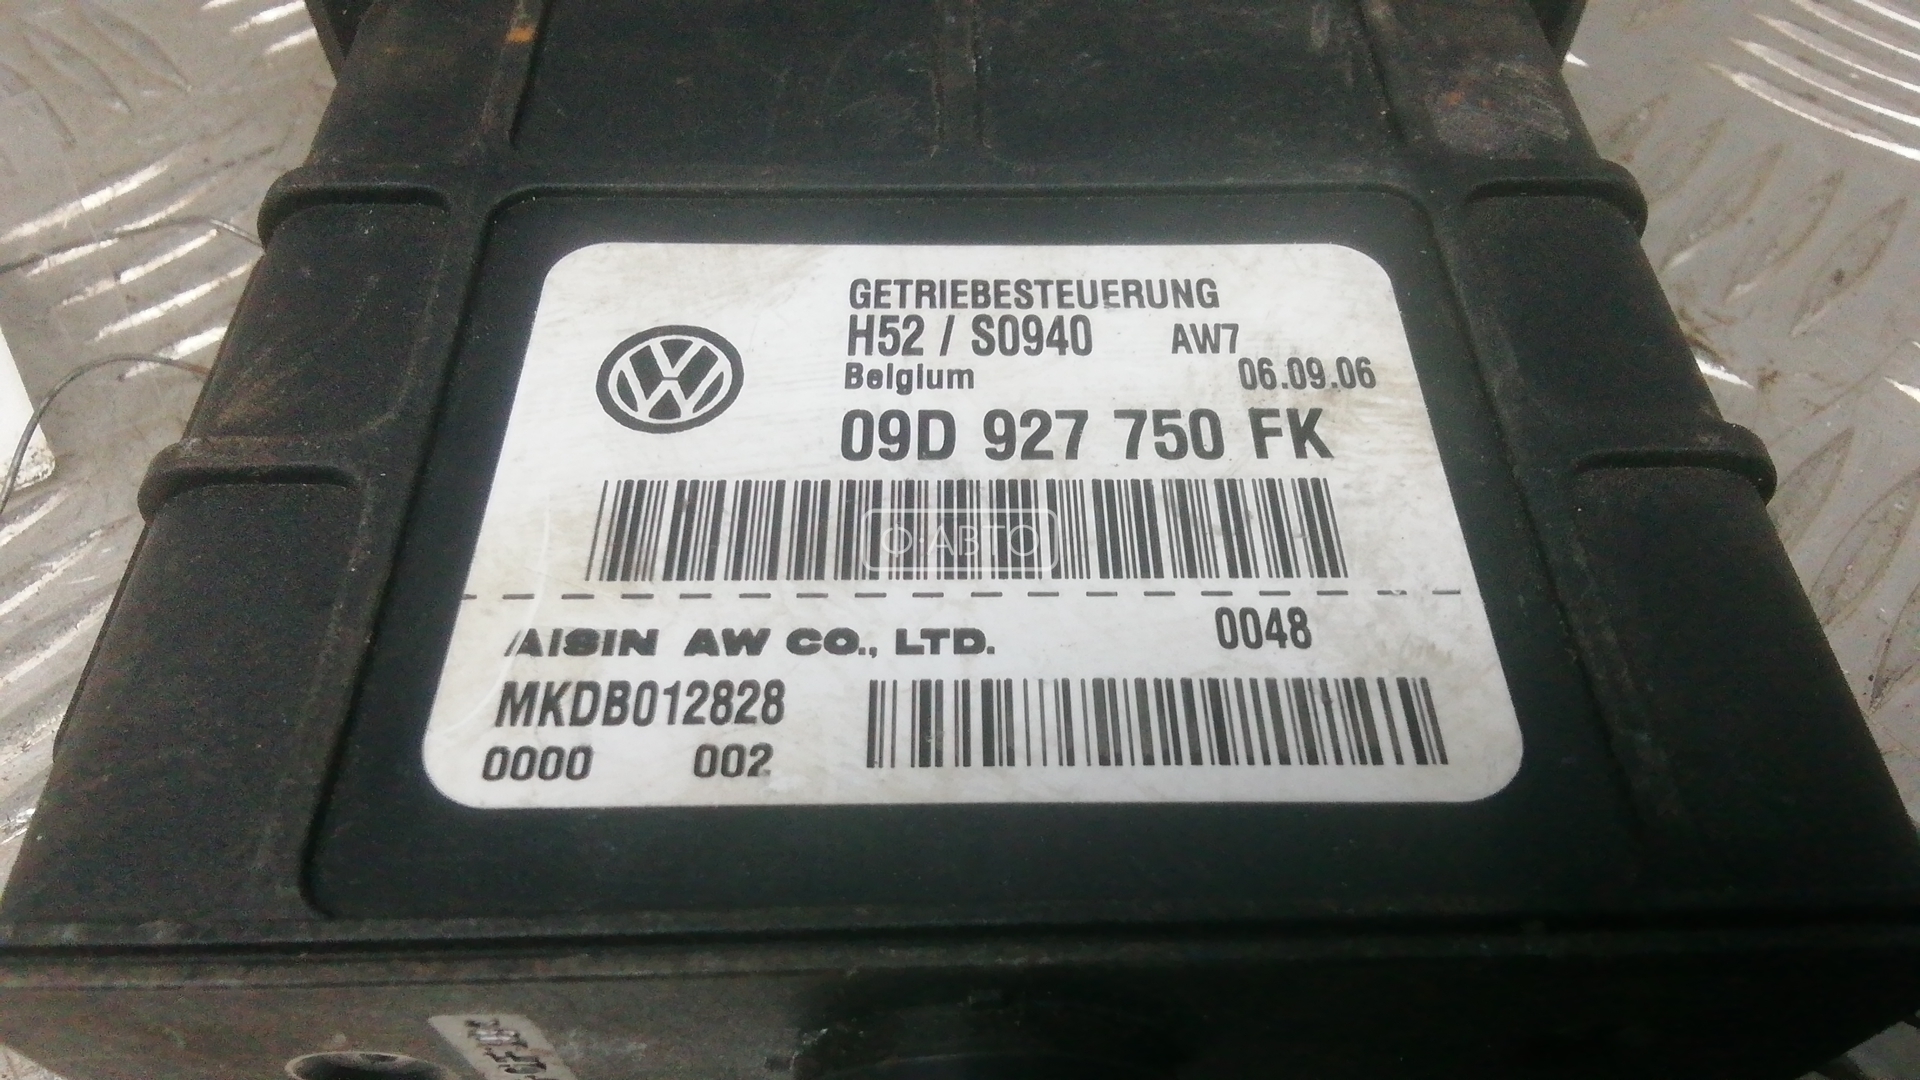 GETRIEBESTEUERUNG
H52 / S0940 AW7
Belgium 06.09.06
09D 927 750 FK
О·АВТО
AISIN AW CO., LTD. 0048
MKDB012828
0000 002